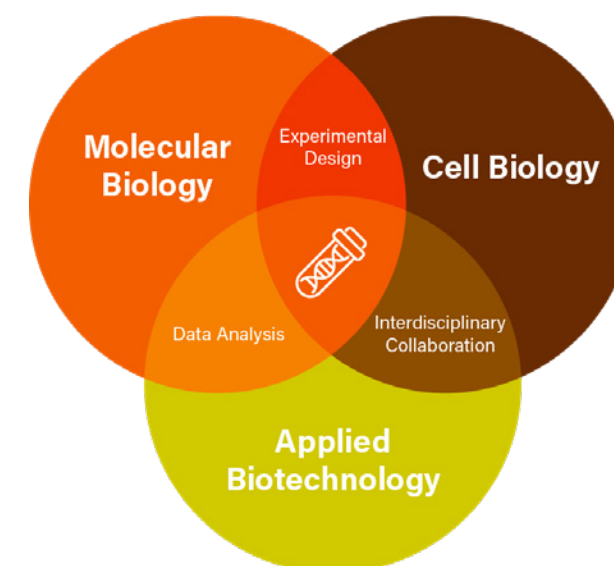 Molecular
Biology
Experimental
Design
Cell Biology
Data Analysis
Interdisciplinary
Collaboration
Applied
Biotechnology